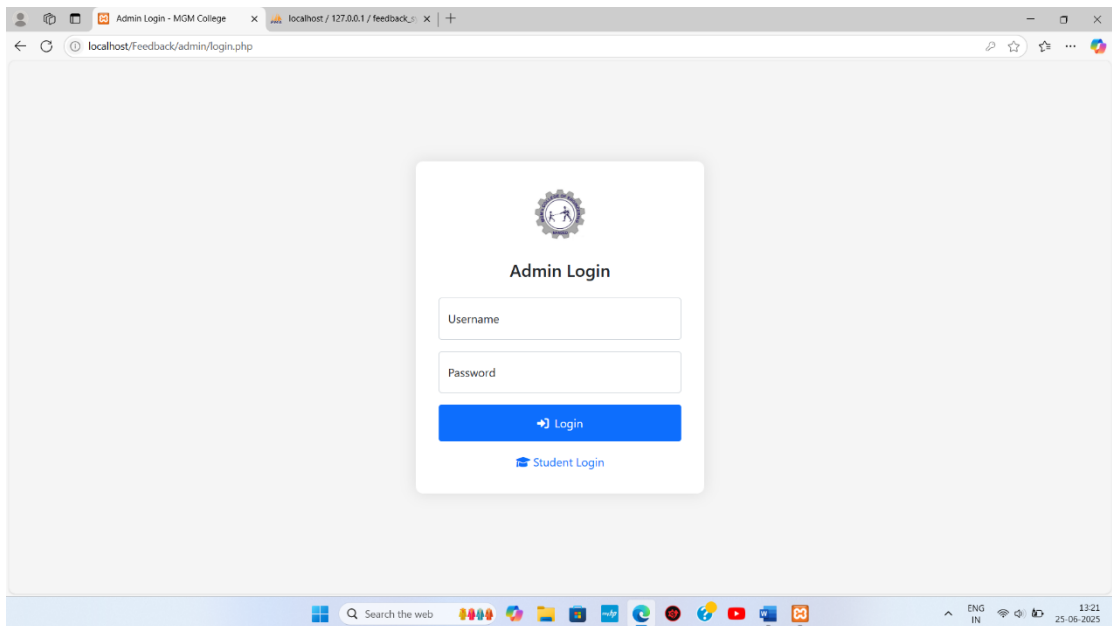 Admin Login - MGM College
localhost / 127.0.0.1 / feedback_s
localhost/Feedback/admin/login.php
Admin Login
Username
Password
Login
Student Login
Search the web
ENG
IN
13:21
25-06-2025